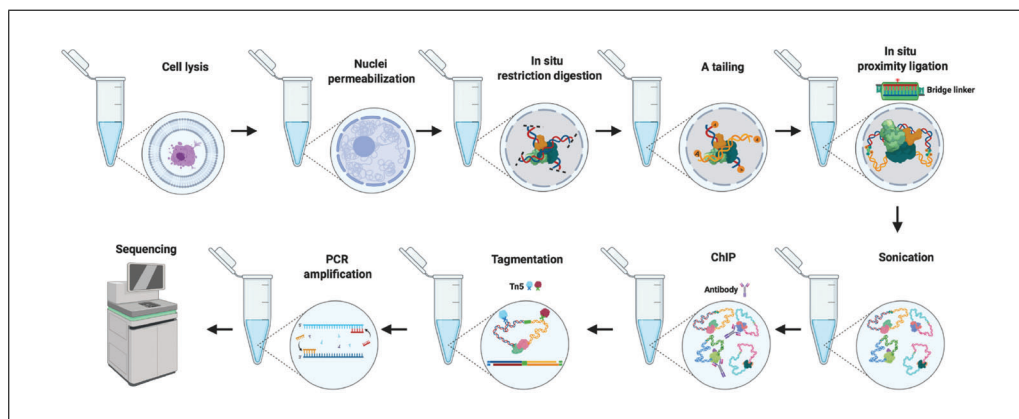 Cell lysis
Nuclei
permeabilization
In situ
restriction digestion
A tailing
In situ
proximity ligation
Bridge linker
Sequencing
PCR
amplification
Tagmentation
Tn5
ChIP
Antibody
Sonication